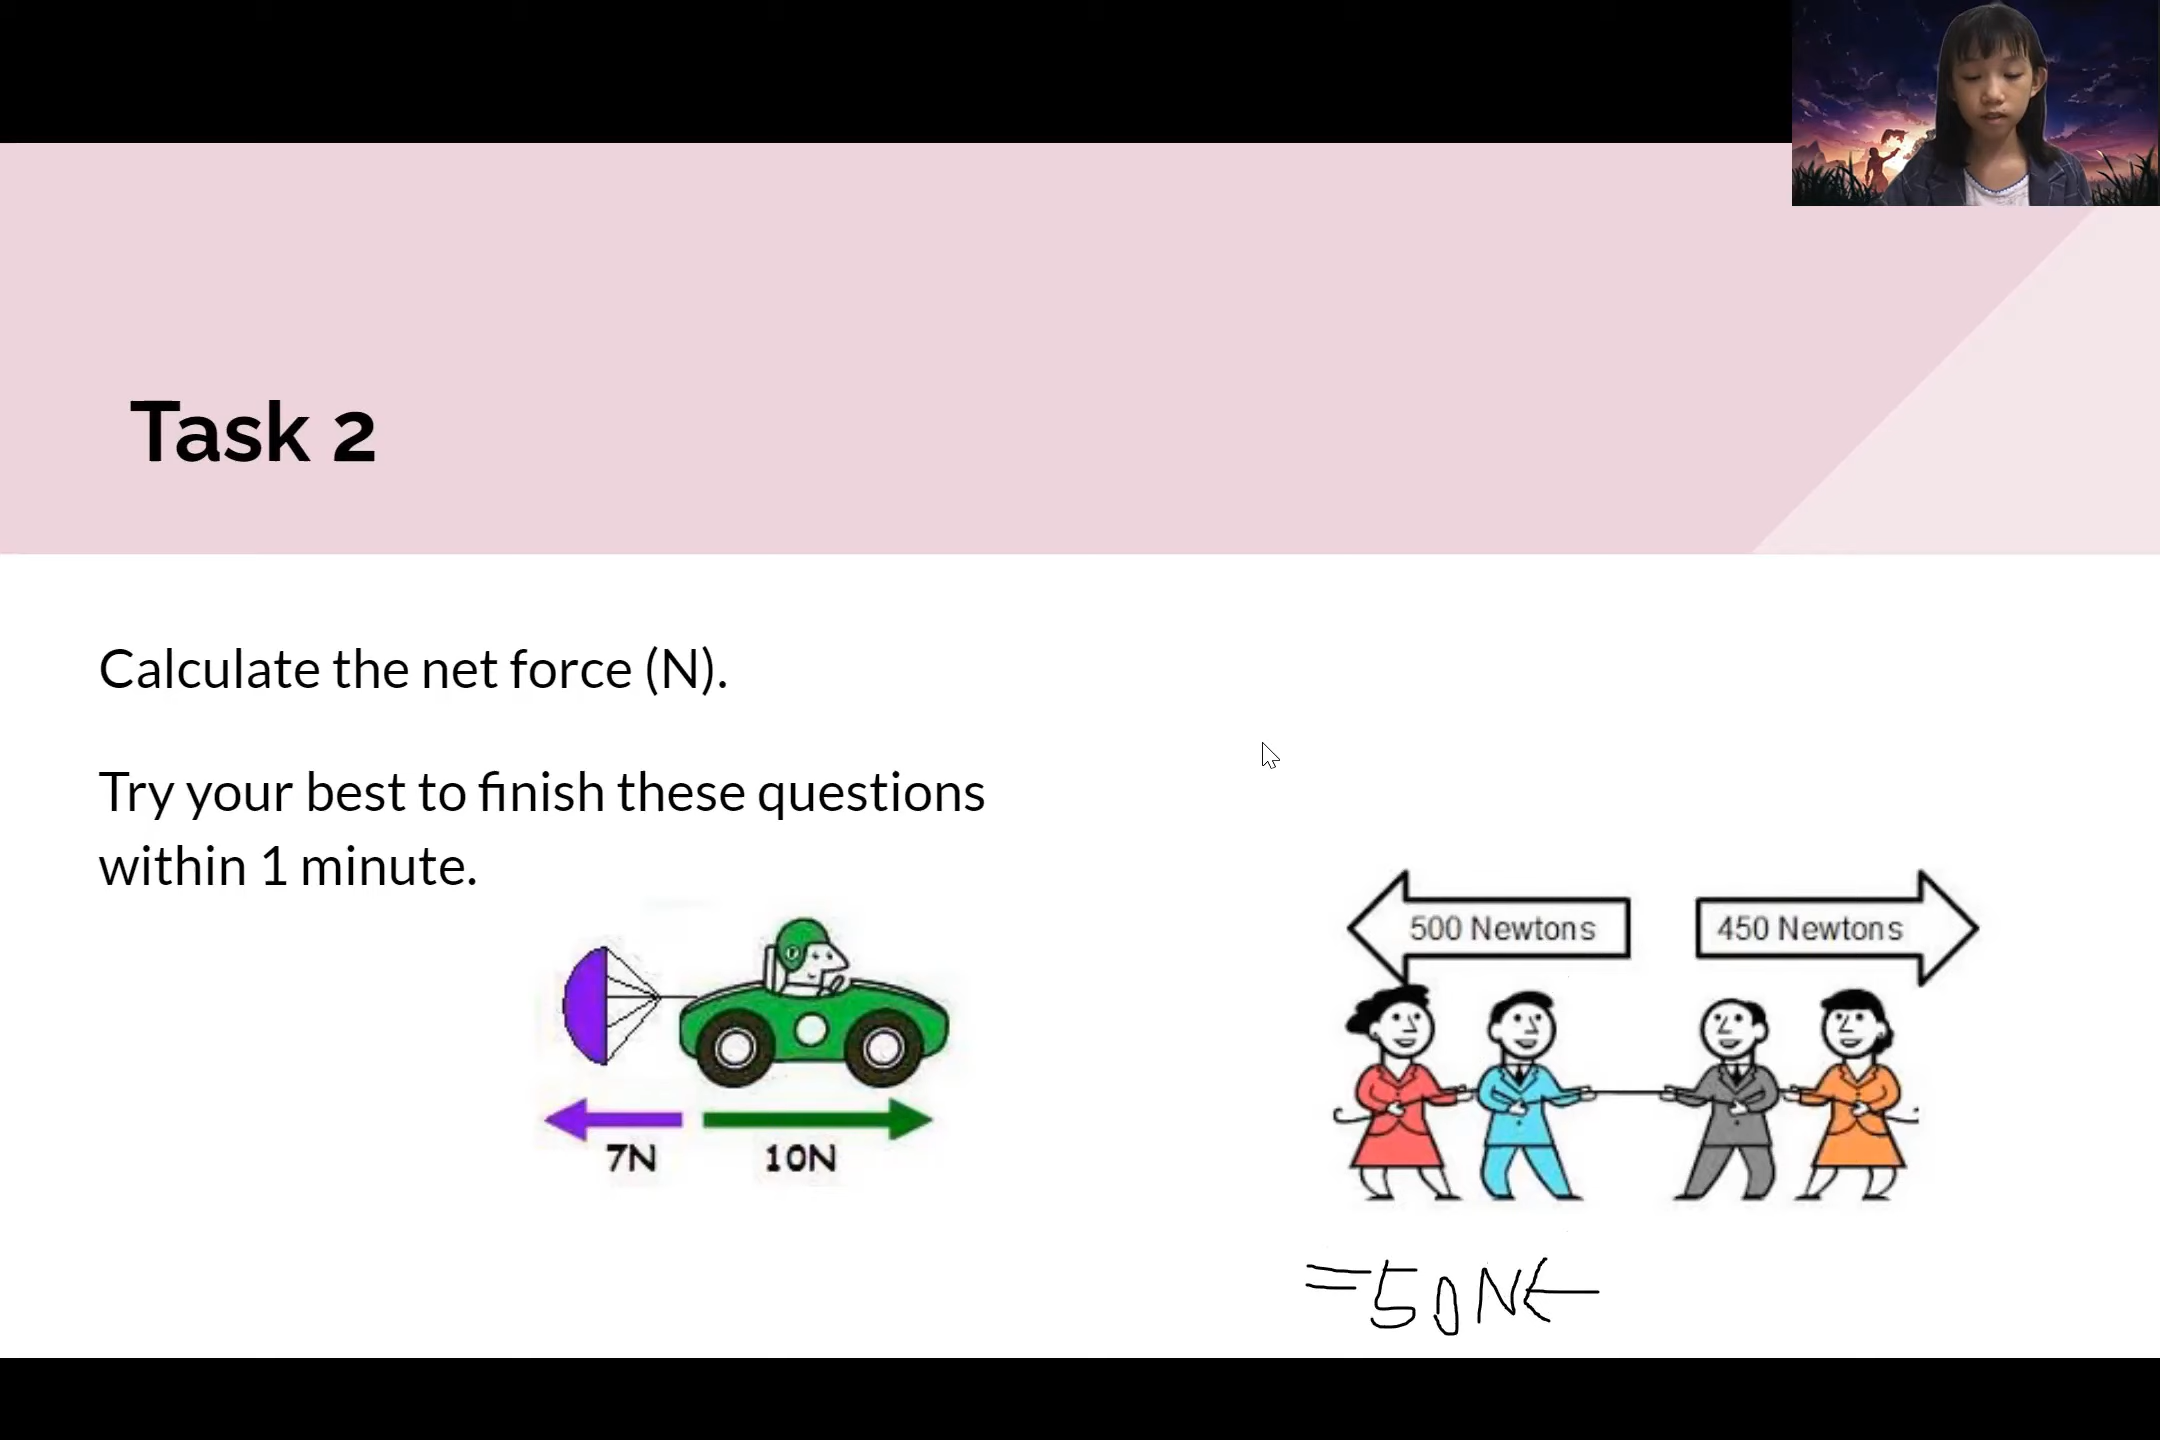 Task 2
Calculate the net force (N).
Try your best to finish these questions
within 1 minute.
7N
10N
500 Newtons
450 Newtons
=50N←